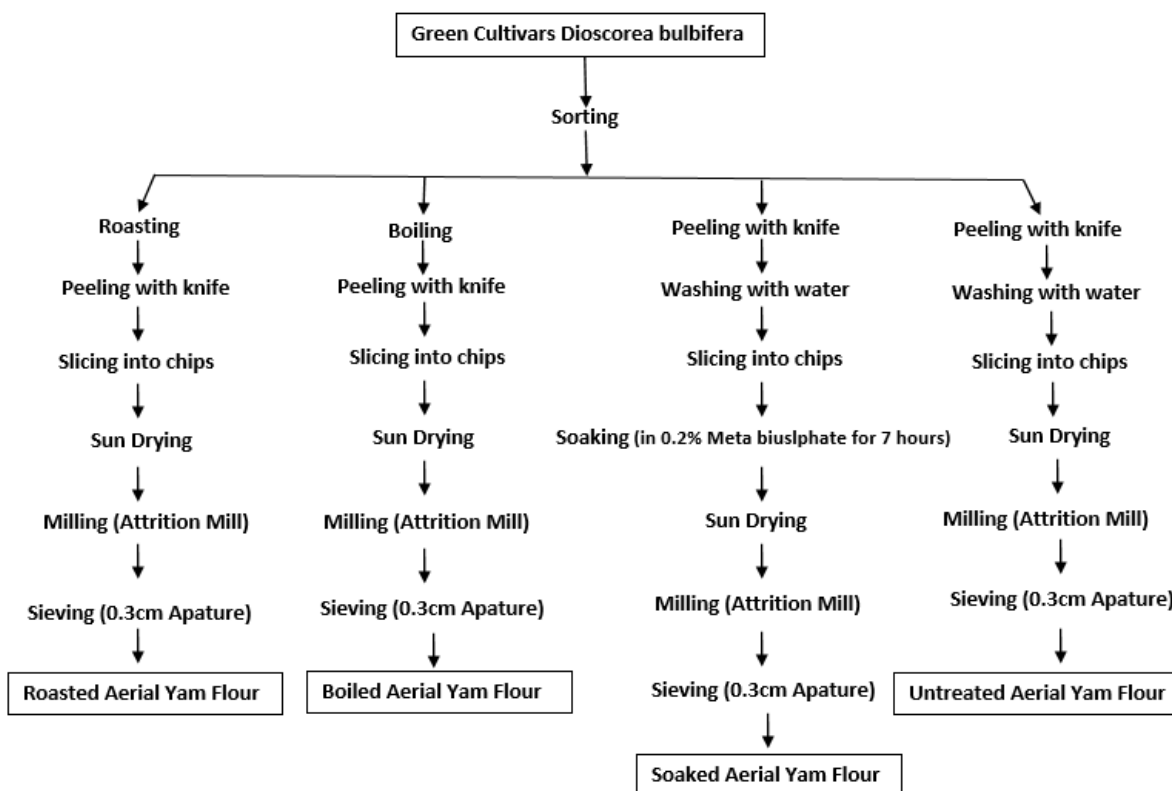 Green Cultivars Dioscorea bulbifera
Sorting
Roasting
Peeling with knife
Slicing into chips
Sun Drying
Milling (Attrition Mill)
Sieving (0.3cm Apature)
Roasted Aerial Yam Flour
Boiling
Peeling with knife
Slicing into chips
Sun Drying
Milling (Attrition Mill)
Sieving (0.3cm Apature)
Boiled Aerial Yam Flour
Peeling with knife
Washing with water
Slicing into chips
Soaking (in 0.2% Meta biuslphate for 7 hours)
Sun Drying
Milling (Attrition Mill)
Sieving (0.3cm Apature)
Soaked Aerial Yam Flour
Peeling with knife
Washing with water
Slicing into chips
Sun Drying
Milling (Attrition Mill)
Sieving (0.3cm Apature)
Untreated Aerial Yam Flour